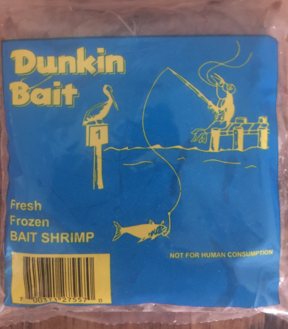 Dunkin
Bait
1
Fresh
Frozen
BAIT SHRIMP
NOT FOR HUMAN CONSUMPTION